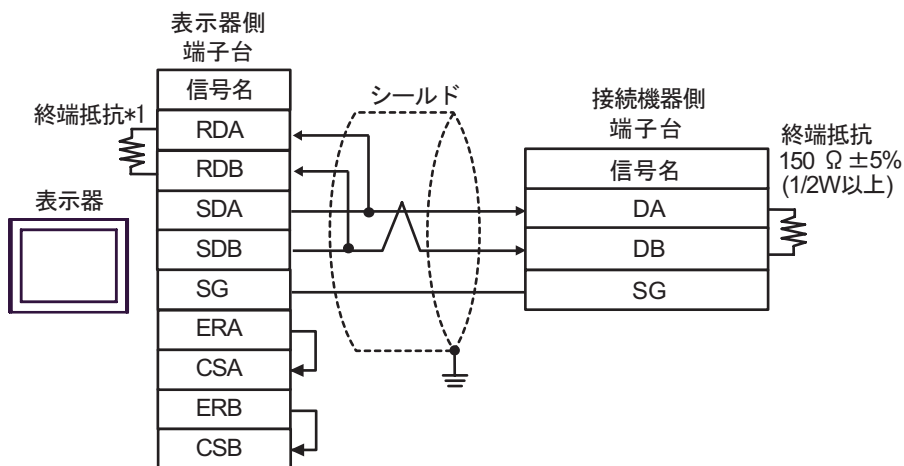 表示器側
端子台
信号名
終端抵抗*1
RDA
RDB
SDA
SDB
SG
ERA
CSA
ERB
CSB
表示器
シールド
接続機器側
端子台
信号名
DA
DB
SG
終端抵抗
150 Ω ±5%
(1/2W以上)